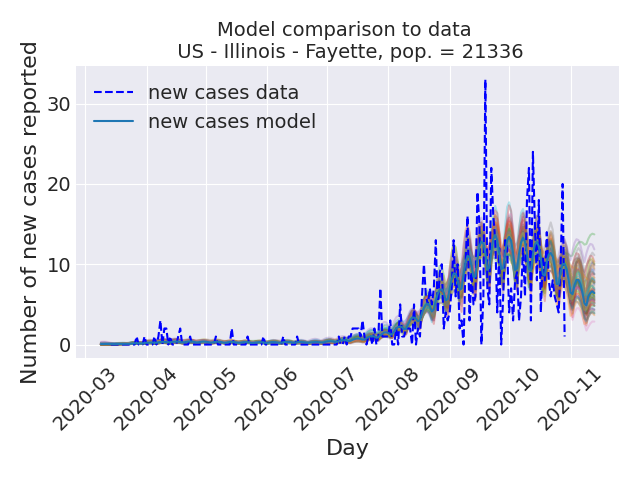 Model comparison to data
US - Illinois - Fayette, pop. = 21336
Number of new cases reported
30
20
10
0
new cases data
new cases model
2020-03
2020-04
2020-05
2020-06
2020-07
2020-08
2020-09
2020-10
2020-11
Day